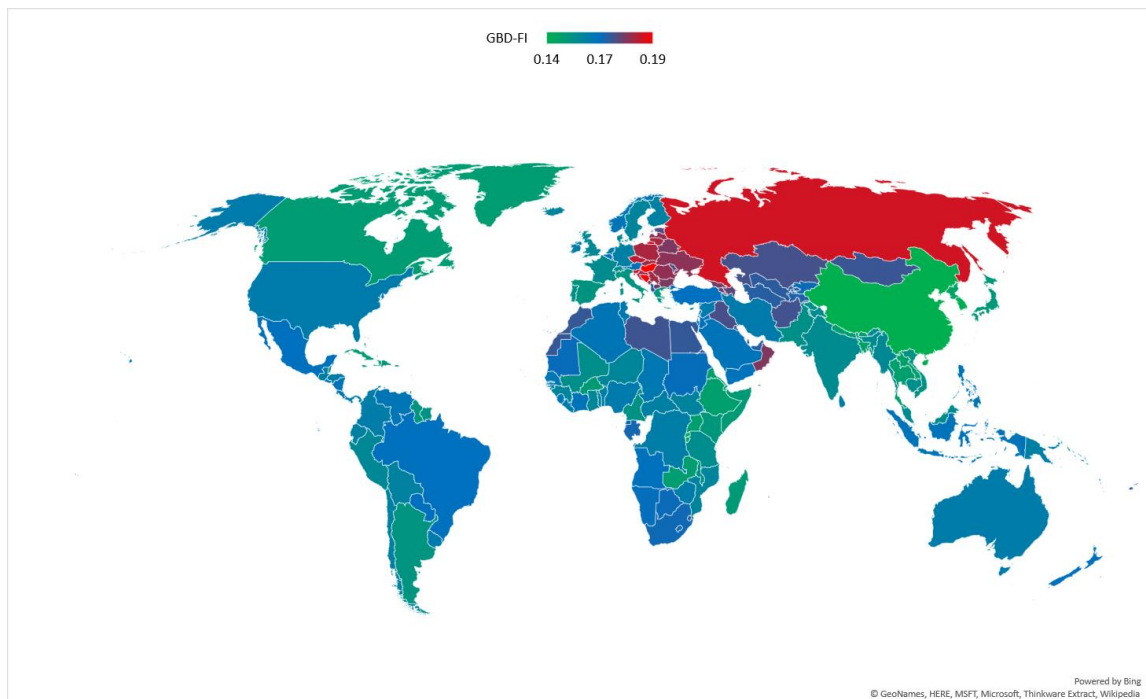 GBD-FI
0.14 0.17 0.19
Powered by Bing
© GeoNames, HERE, MSFT, Microsoft, Thinkware Extract, Wikipedia